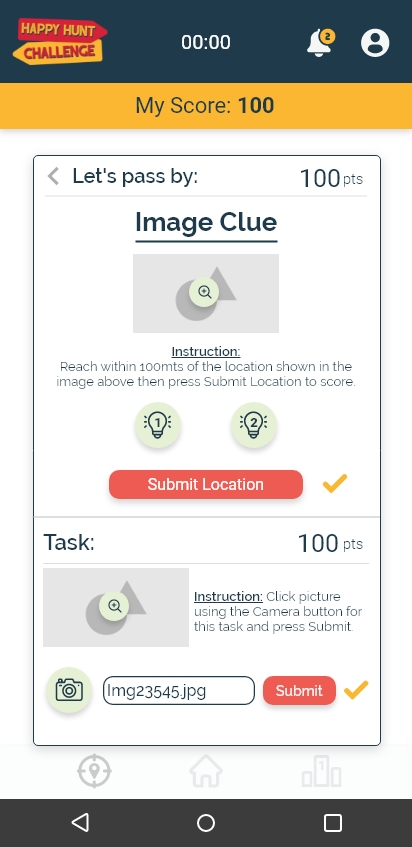 HAPPY HUNT
CHALLENGE
00:00
2
My Score: 100
Let's pass by:
100 pts
Image Clue
Instruction:
Reach within 100mts of the location shown in the
image above then press Submit Location to score.
1
2
Submit Location
Task:
100 pts
Instruction: Click picture
using the Camera button for
this task and press Submit.
Img23545.jpg
Submit
1